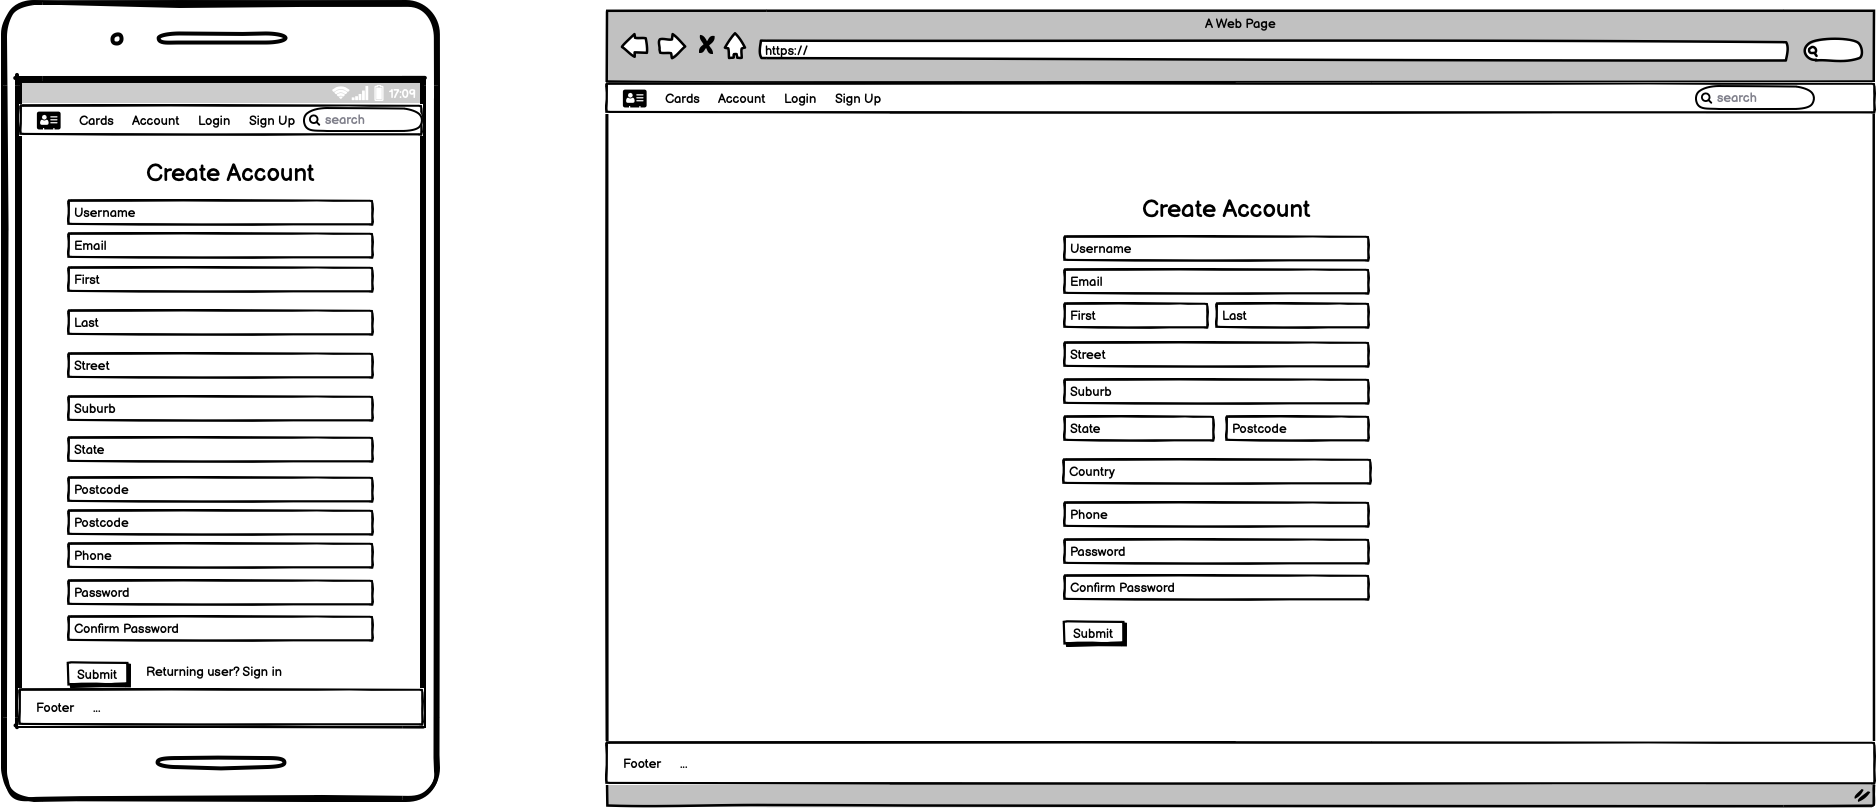 17:09
Cards Account Login Sign Up search
Create Account
Username
Email
First
Last
Street
Suburb
State
Postcode
Postcode
Phone
Password
Confirm Password
Submit Returning user? Sign in
Footer ...
A Web Page
https://
Cards Account Login Sign Up search
Create Account
Username
Email
First Last
Street
Suburb
State Postcode
Country
Phone
Password
Confirm Password
Submit
Footer ...